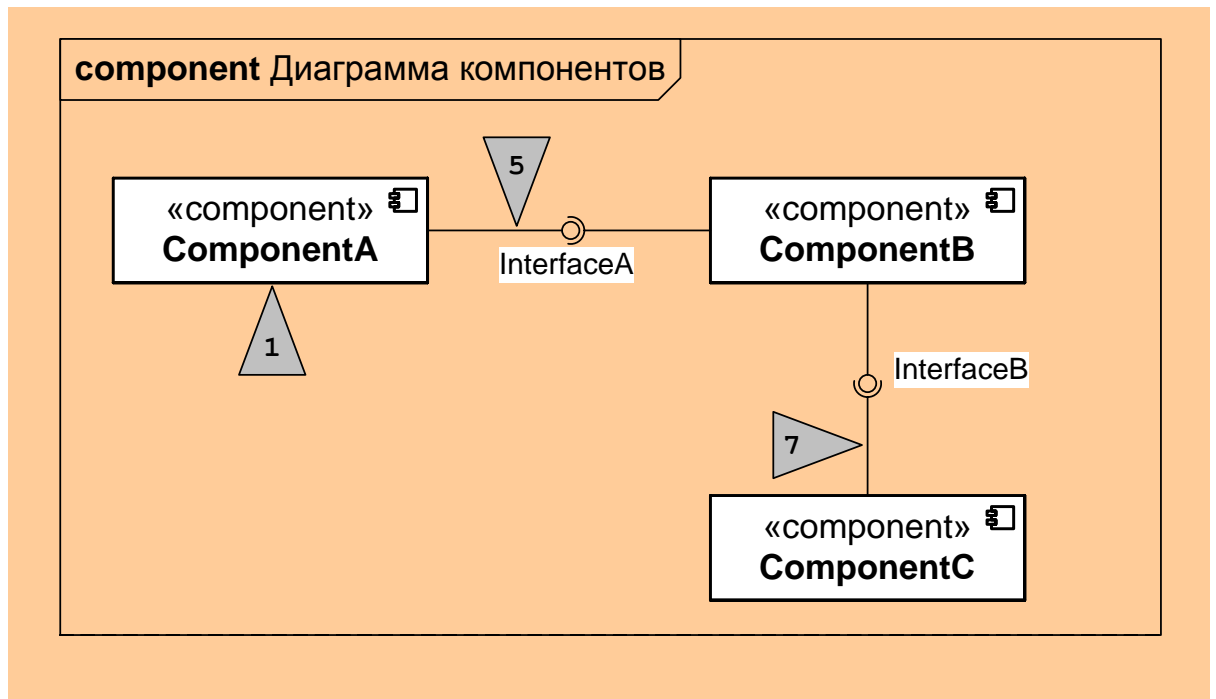 component Диаграмма компонентов
5
«component»
ComponentA
InterfaceA
«component»
ComponentB
1
InterfaceB
7
«component»
ComponentC